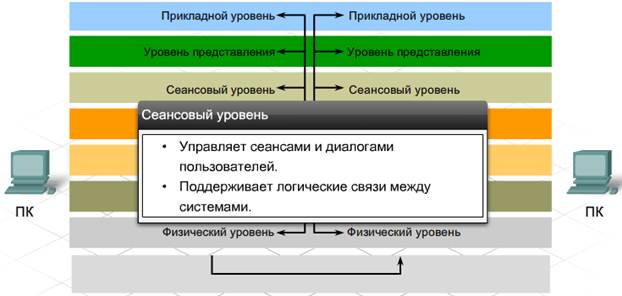 Прикладной уровень Прикладной уровень
Уровень представления Уровень представления
Сеансовый уровень Сеансовый уровень
Сеансовый уровень
• Управляет сеансами и диалогами
пользователей.
• Поддерживает логические связи между
системами.
ПК ПК
Физический уровень Физический уровень